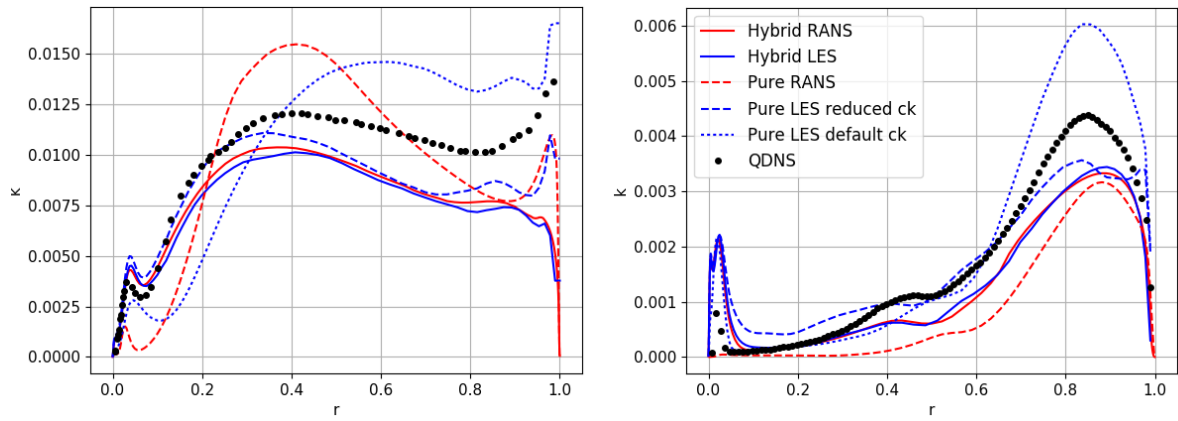 0.0150
0.0125
0.0100
0.0075
0.0050
0.0025
0.0000
κ
0.0 0.2 0.4 0.6 0.8 1.0
r
0.006
0.005
0.004
0.003
0.002
0.001
0.000
k
Hybrid RANS
Hybrid LES
Pure RANS
Pure LES reduced ck
Pure LES default ck
QDNS
0.0 0.2 0.4 0.6 0.8 1.0
r